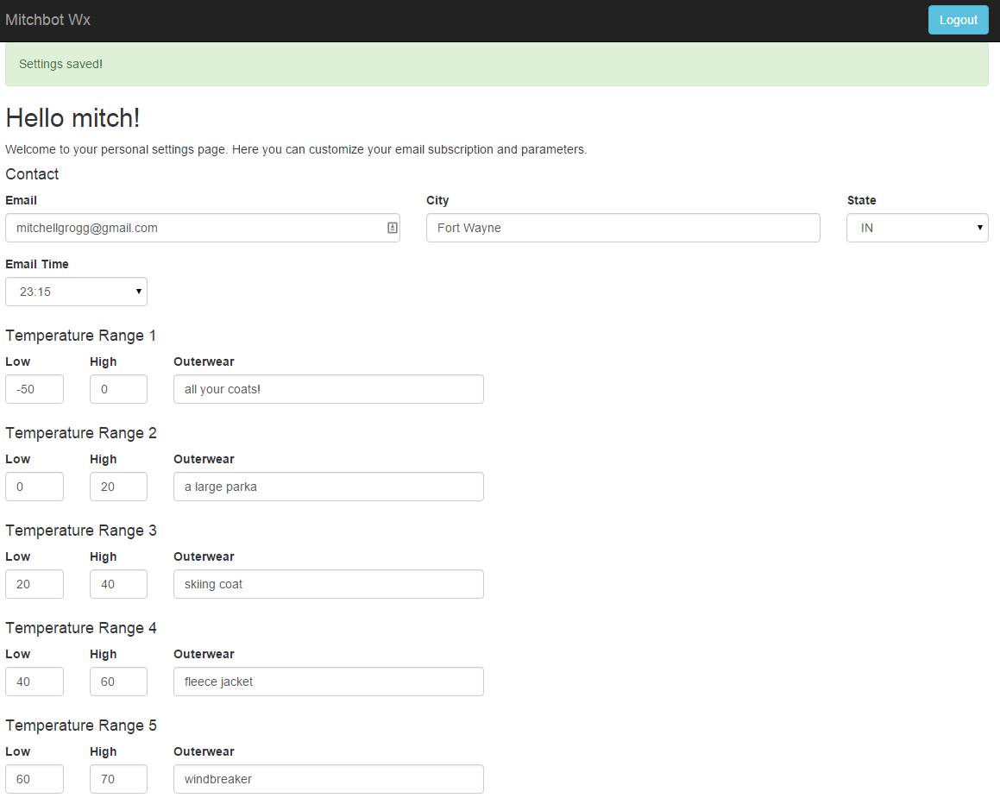 Mitchbot Wx Logout
Settings saved!
Hello mitch!
Welcome to your personal settings page. Here you can customize your email subscription and parameters.
Contact
Email City State
mitchellgrogg@gmail.com Fort Wayne IN
Email Time
23:15
Temperature Range 1
Low High Outerwear
-50 0 all your coats!
Temperature Range 2
Low High Outerwear
0 20 a large parka
Temperature Range 3
Low High Outerwear
20 40 skiing coat
Temperature Range 4
Low High Outerwear
40 60 fleece jacket
Temperature Range 5
Low High Outerwear
60 70 windbreaker